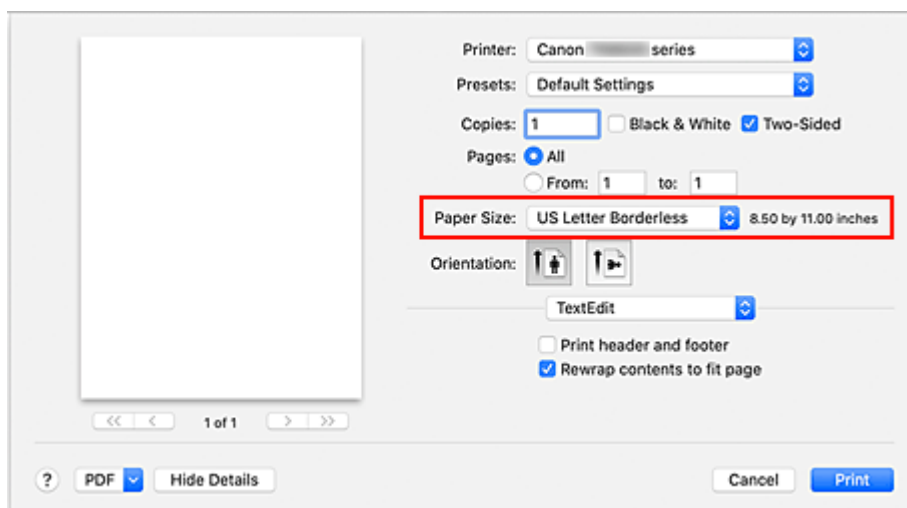 Printer: Canon series
Presets: Default Settings
Copies: 1 Black & White Two-Sided
Pages: All
From: 1 to: 1
Paper Size: US Letter Borderless 8.50 by 11.00 inches
Orientation:
TextEdit
Print header and footer
Rewrap contents to fit page
<< < 1 of 1 > >>
? PDF Hide Details Cancel Print